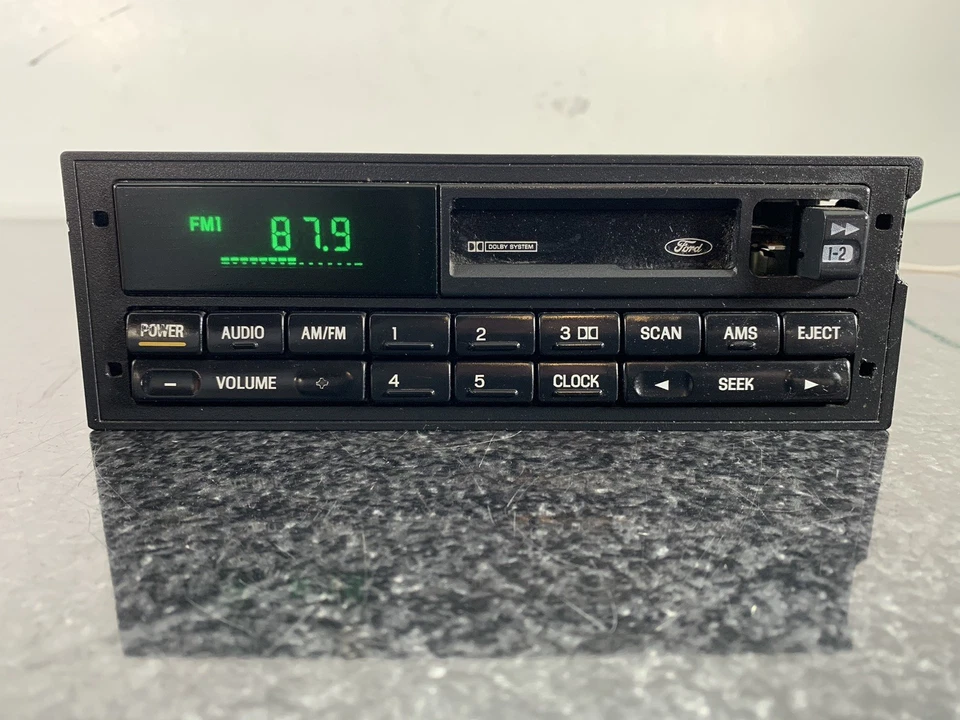 FM1 87.9
DOLBY SYSTEM
Ford
▶▶
1-2
POWER AUDIO AM/FM 1 2 3 SCAN AMS EJECT
- VOLUME + 4 5 CLOCK ◀ SEEK ▶